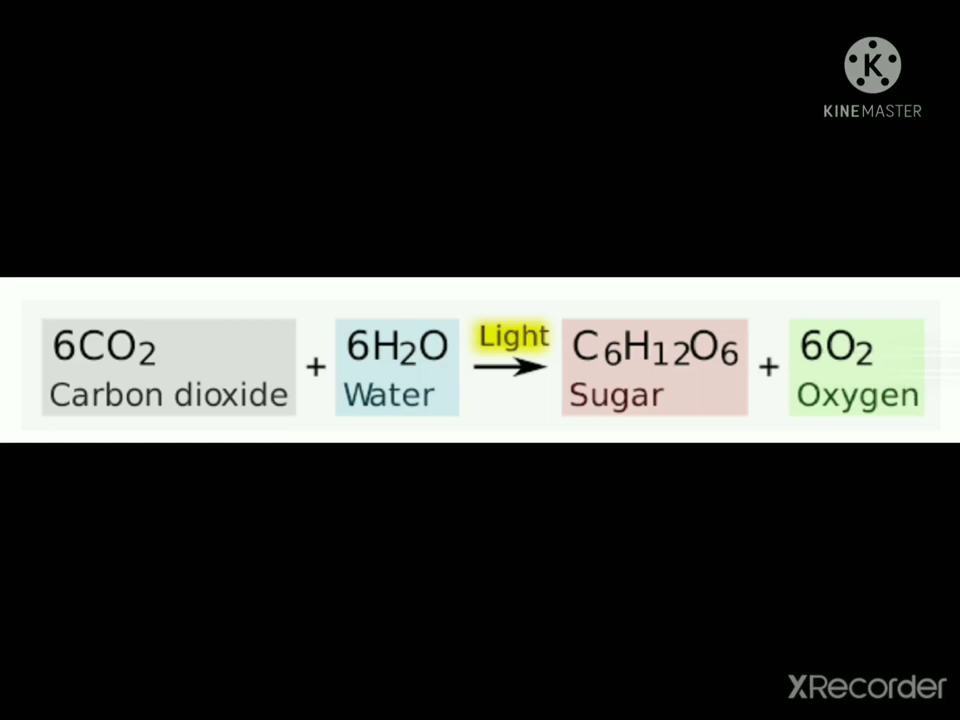 K
KINEMASTER
Light
6CO₂ + 6H₂O → C₆H₁₂O₆ + 6O₂
Carbon dioxide Water Sugar Oxygen
XRecorder